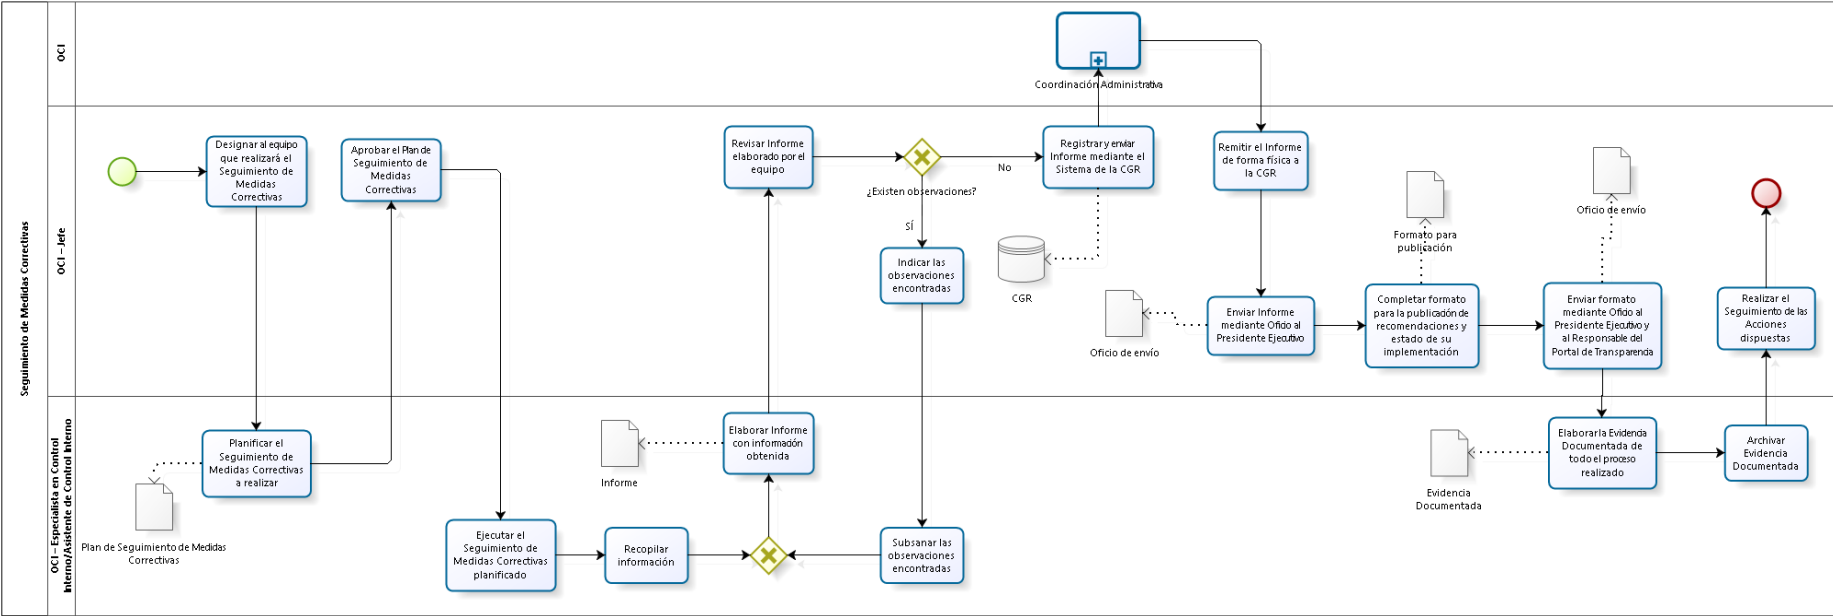 Seguimiento de Medidas Correctivas
OCI
OCI – Jefe
OCI – Especialista en Control
Interno/Asistente de Control Interno
Coordinación Administrativa
Designar al equipo
que realizará el
Seguimiento de
Medidas
Correctivas
Aprobar el Plan de
Seguimiento de
Medidas
Correctivas
Revisar Informe
elaborado por el
equipo
¿Existen observaciones?
No
SÍ
Registrar y enviar
Informe mediante el
Sistema de la CGR
Remitir el Informe
de forma física a
la CGR
Indicar las
observaciones
encontradas
CGR
Oficio de envío
Enviar Informe
mediante Oficio al
Presidente Ejecutivo
Formato para
publicación
Completar formato
para la publicación de
recomendaciones y
estado de su
implementación
Oficio de envío
Enviar formato
mediante Oficio al
Presidente Ejecutivo y
al Responsable del
Portal de Transparencia
Realizar el
Seguimiento de las
Acciones
dispuestas
Planificar el
Seguimiento de
Medidas Correctivas
a realizar
Plan de Seguimiento de Medidas
Correctivas
Ejecutar el
Seguimiento de
Medidas Correctivas
planificado
Recopilar
información
Informe
Elaborar Informe
con información
obtenida
Subsanar las
observaciones
encontradas
Elaborar la Evidencia
Documentada de
todo el proceso
realizado
Evidencia
Documentada
Archivar
Evidencia
Documentada